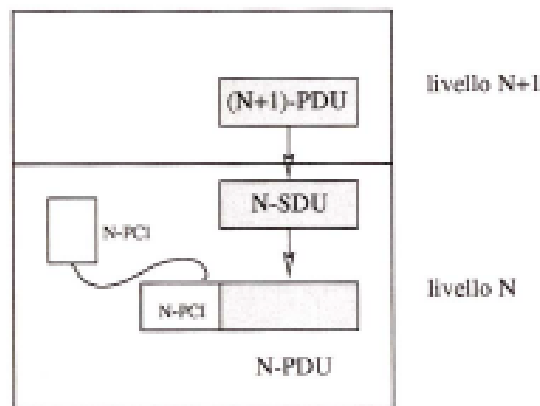 livello N+1
(N+1)-PDU
N-SDU
N-PCI
livello N
N-PCI
N-PDU